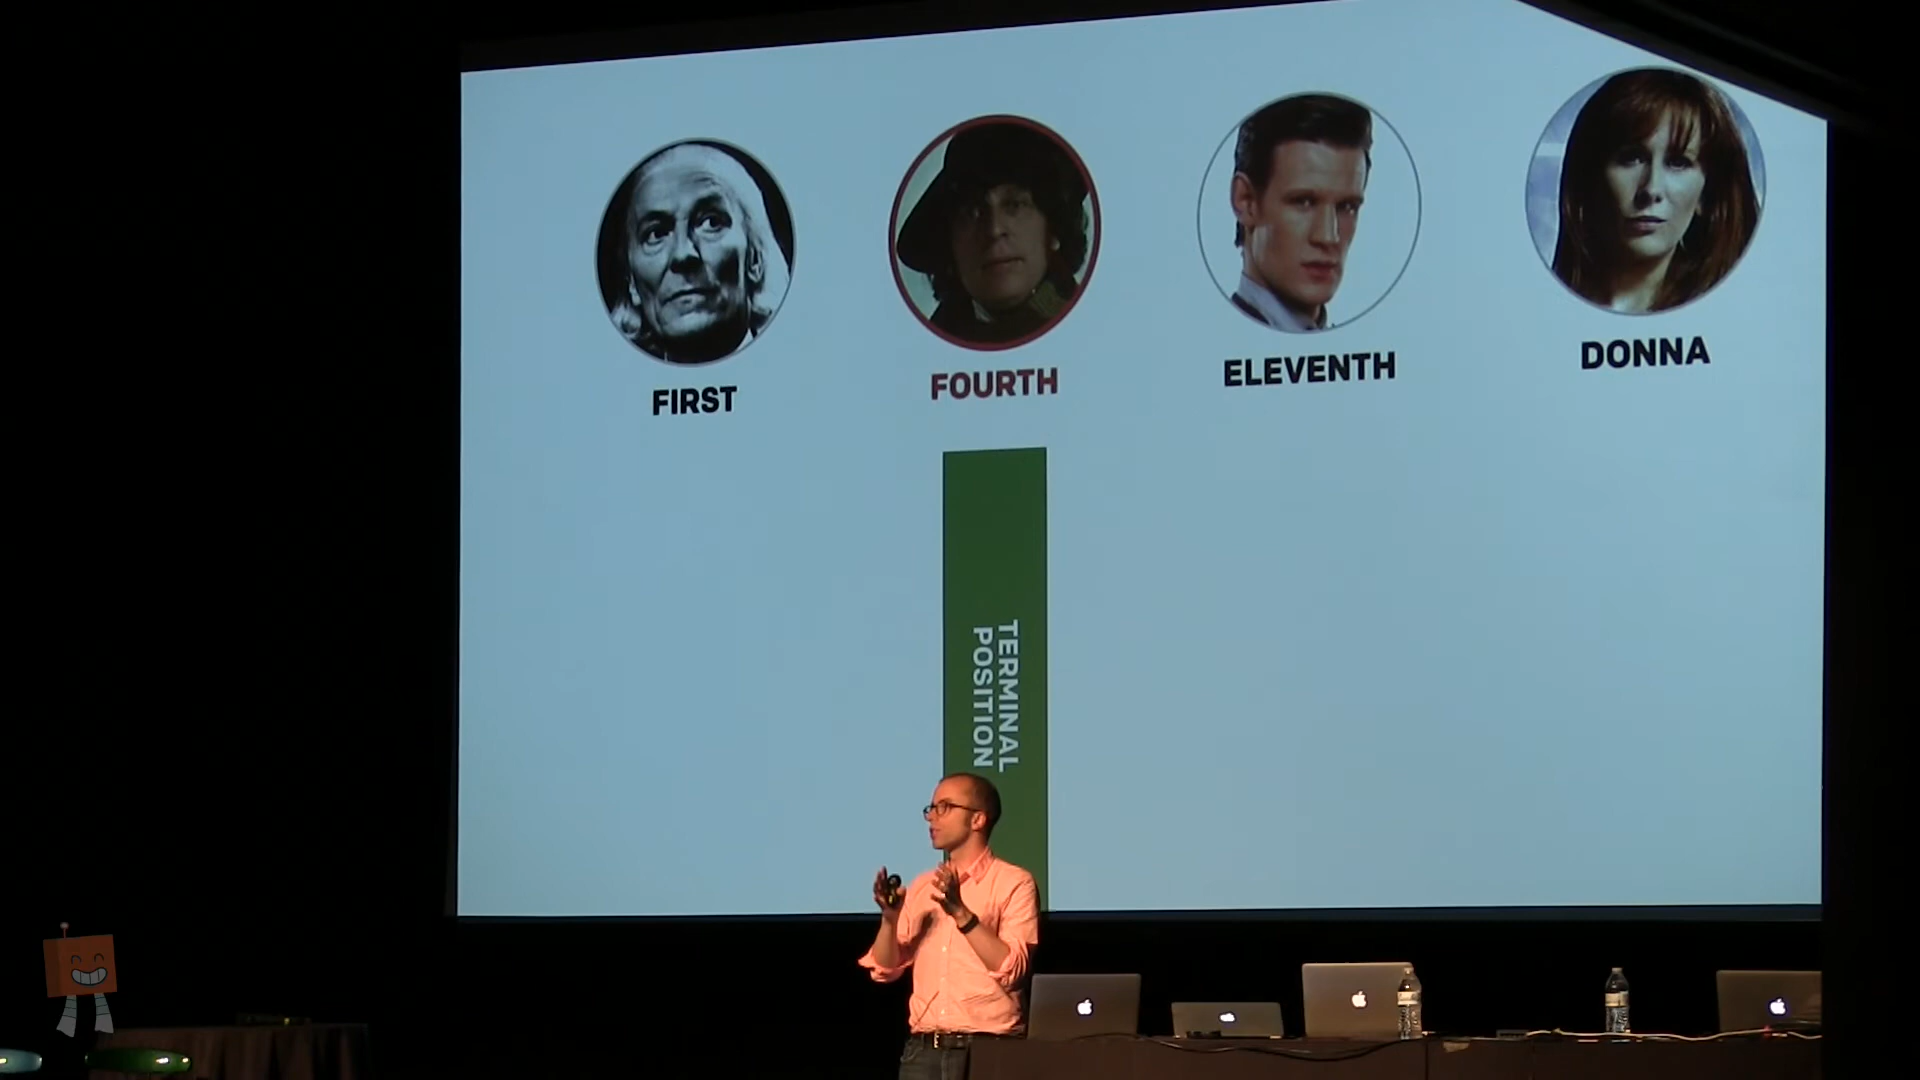 FIRST
FOURTH
ELEVENTH
DONNA
TERMINAL
POSITION